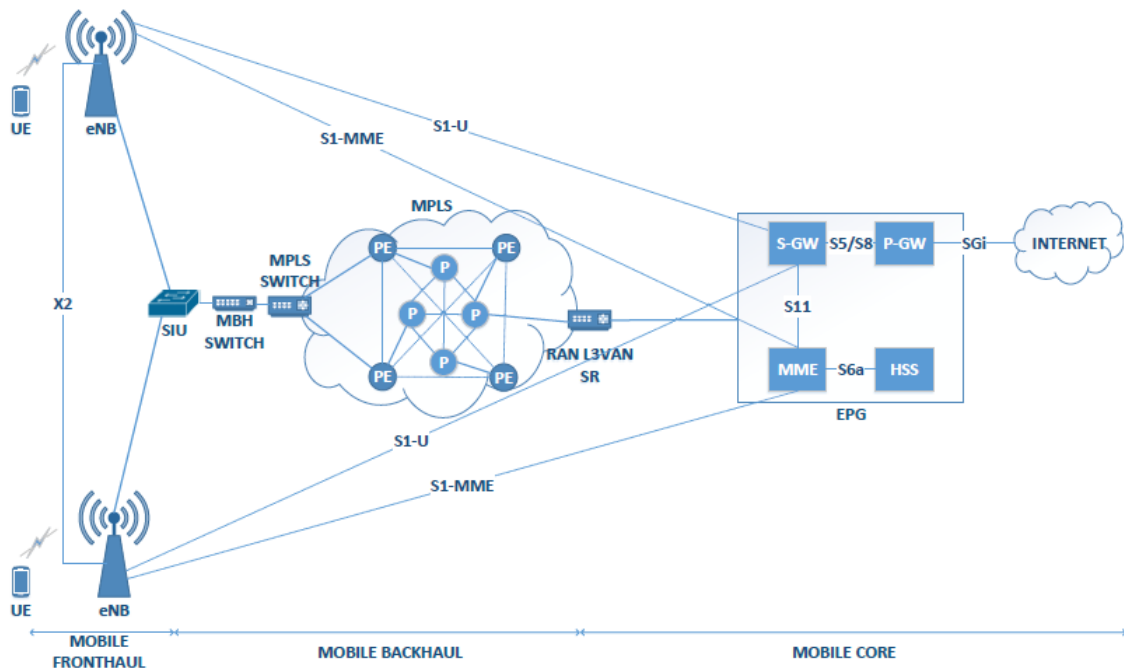 UE
eNB
S1-U
S1-MME
MPLS
PE
PE
P
P
P
P
PE
PE
MPLS
SWITCH
X2
SIU
MBH
SWITCH
RAN L3VAN
SR
S-GW
S5/S8
P-GW
SGi
INTERNET
S11
MME
S6a
HSS
EPG
S1-U
S1-MME
UE
eNB
MOBILE
FRONTHAUL
MOBILE BACKHAUL
MOBILE CORE